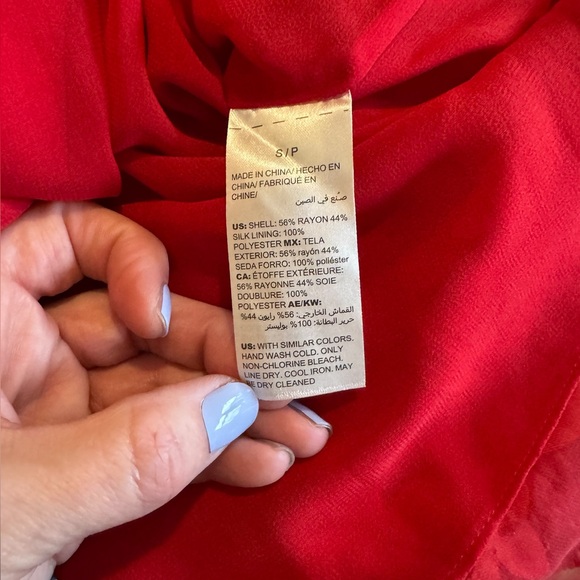 S/P
MADE IN CHINA/ HECHO EN
CHINA/ FABRIQUÉ EN
CHINE/
صنع في الصين
US: SHELL: 56% RAYON 44%
SILK LINING: 100%
POLYESTER MX: TELA
EXTERIOR: 56% rayón 44%
SEDA FORRO: 100% poliéster
CA: ÉTOFFE EXTÉRIEURE:
56% RAYONNE 44% SOIE
DOUBLURE: 100%
POLYESTER AE/KW:
القماش الخارجي: 56% رايون 44%
حرير البطانة: 100% بوليستر
US: WITH SIMILAR COLORS.
HAND WASH COLD. ONLY
NON-CHLORINE BLEACH.
LINE DRY. COOL IRON. MAY
BE DRY CLEANED